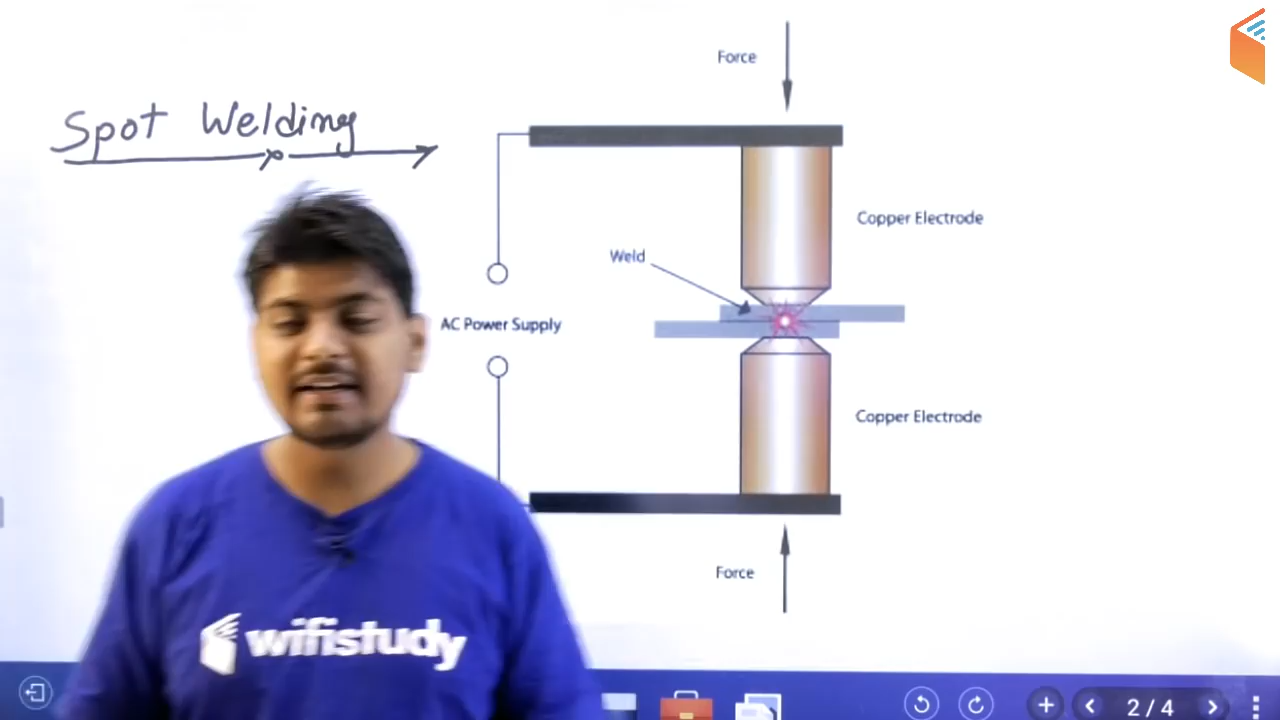 Force
Spot Welding
Copper Electrode
Weld
AC Power Supply
Copper Electrode
Force
wifistudy
2 / 4